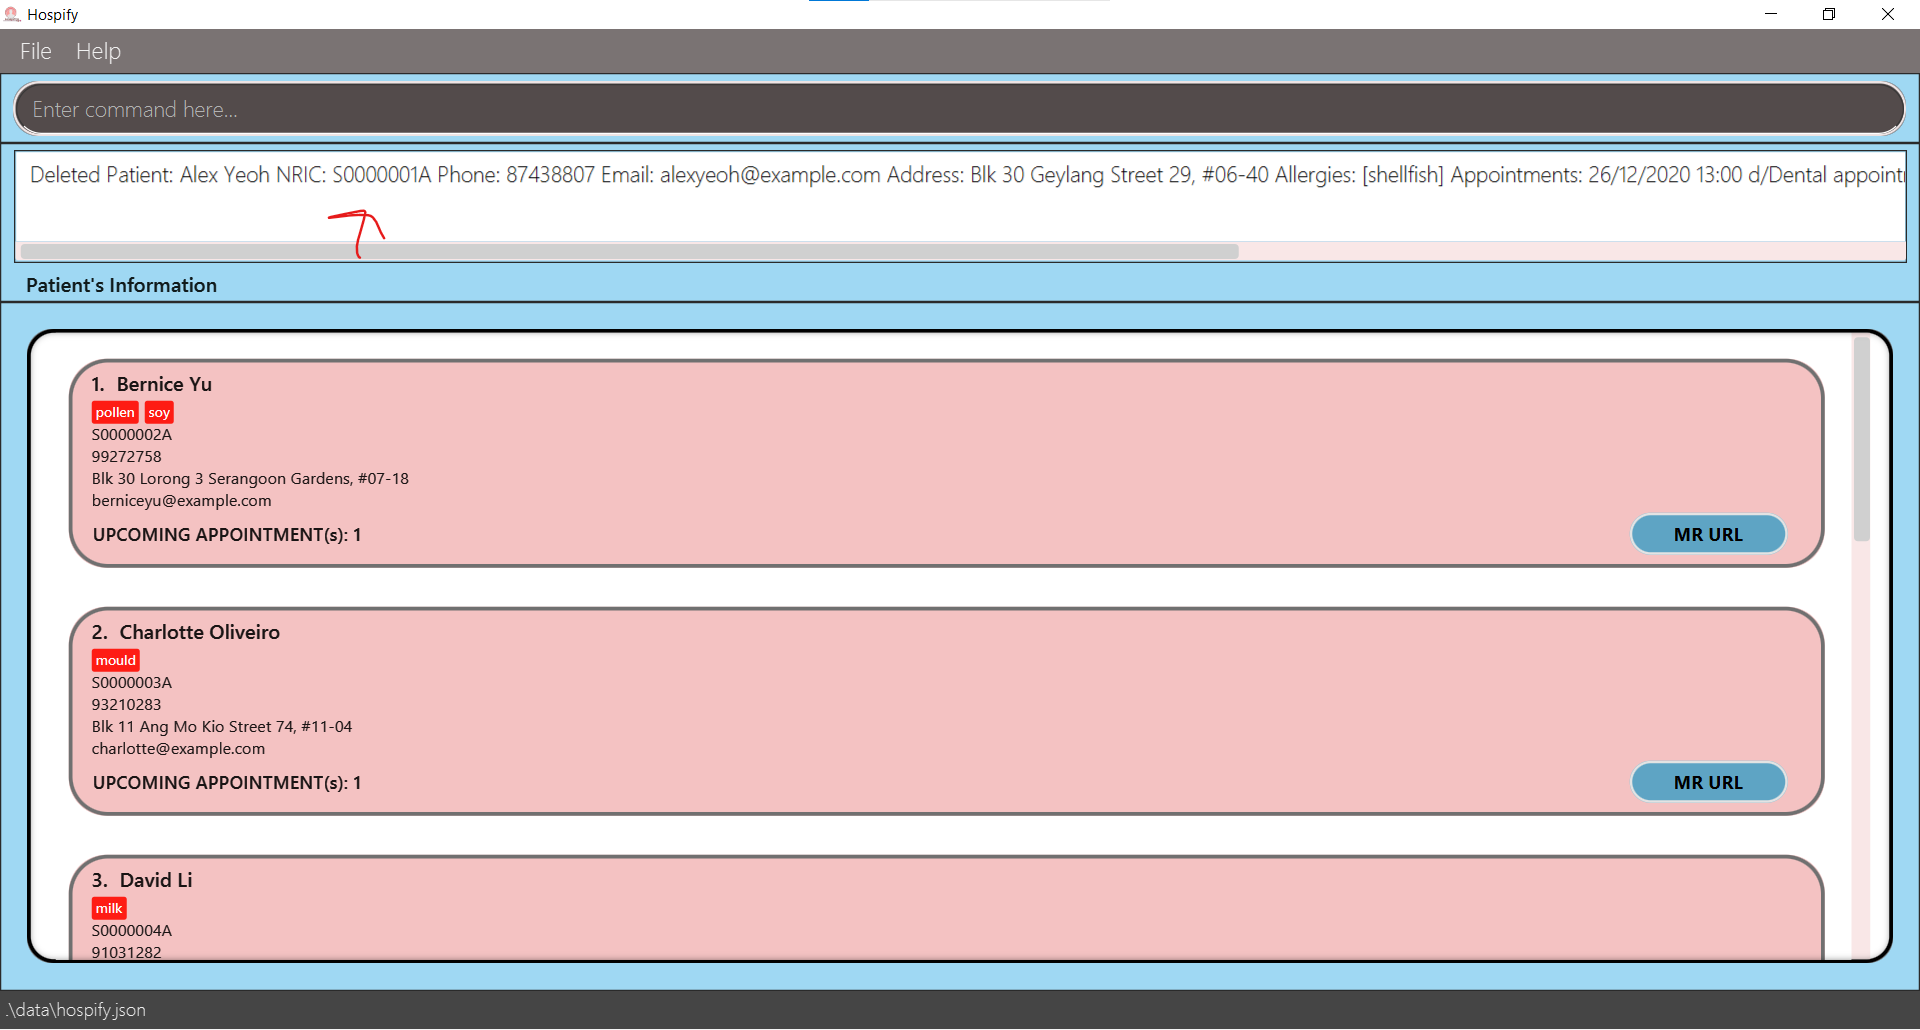 Hospify
File Help
Enter command here...
Deleted Patient: Alex Yeoh NRIC: S0000001A Phone: 87438807 Email: alexyeoh@example.com Address: Blk 30 Geylang Street 29, #06-40 Allergies: [shellfish] Appointments: 26/12/2020 13:00 d/Dental appoint
Patient's Information
1. Bernice Yu
pollen soy
S0000002A
99272758
Blk 30 Lorong 3 Serangoon Gardens, #07-18
berniceyu@example.com
UPCOMING APPOINTMENT(s): 1
MR URL
2. Charlotte Oliveiro
mould
S0000003A
93210283
Blk 11 Ang Mo Kio Street 74, #11-04
charlotte@example.com
UPCOMING APPOINTMENT(s): 1
MR URL
3. David Li
milk
S0000004A
91031282
.\data\hospify.json